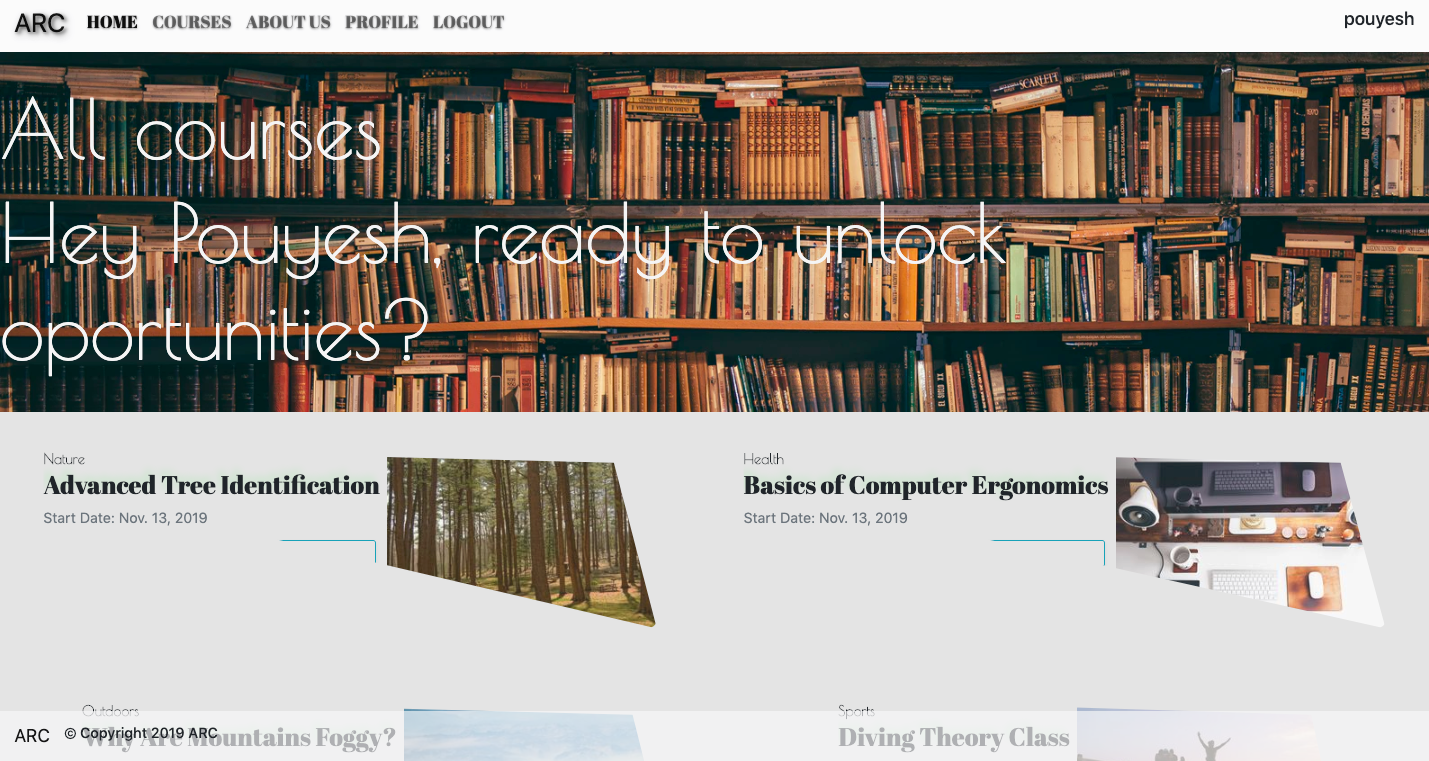 ARC HOME COURSES ABOUT US PROFILE LOGOUT pouyesh
SCARLETT
All courses
Hey Pouyesh, ready to unlock
oportunities?
Nature
Advanced Tree Identification
Start Date: Nov. 13, 2019
Health
Basics of Computer Ergonomics
Start Date: Nov. 13, 2019
Outdoors
Why Are Mountains Foggy?
Sports
Diving Theory Class
ARC © Copyright 2019 ARC